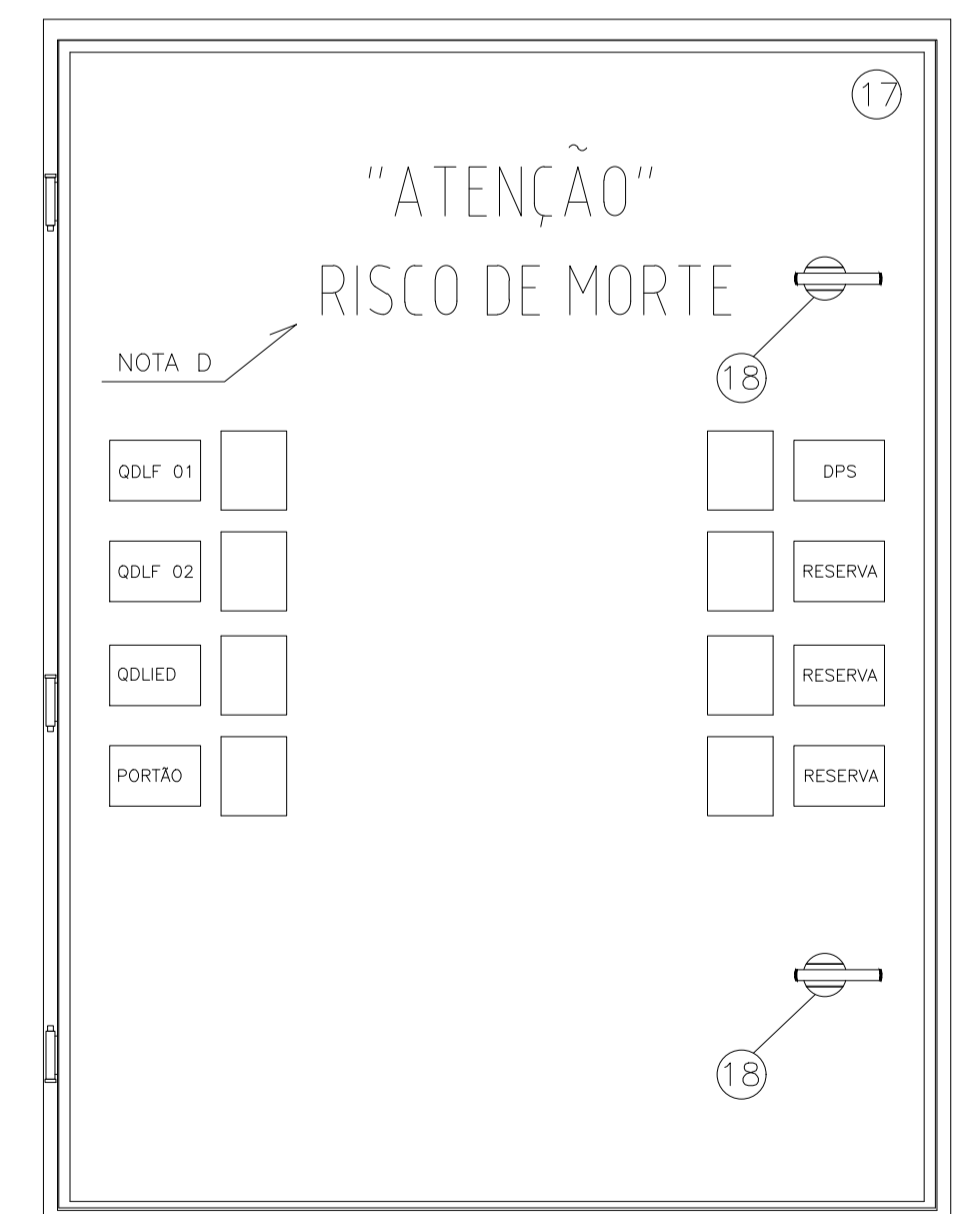 17
"ATENÇÃO"
RISCO DE MORTE
NOTA D
18
QDLF 01
DPS
QDLF 02
RESERVA
QDLIED
RESERVA
PORTÃO
RESERVA
18